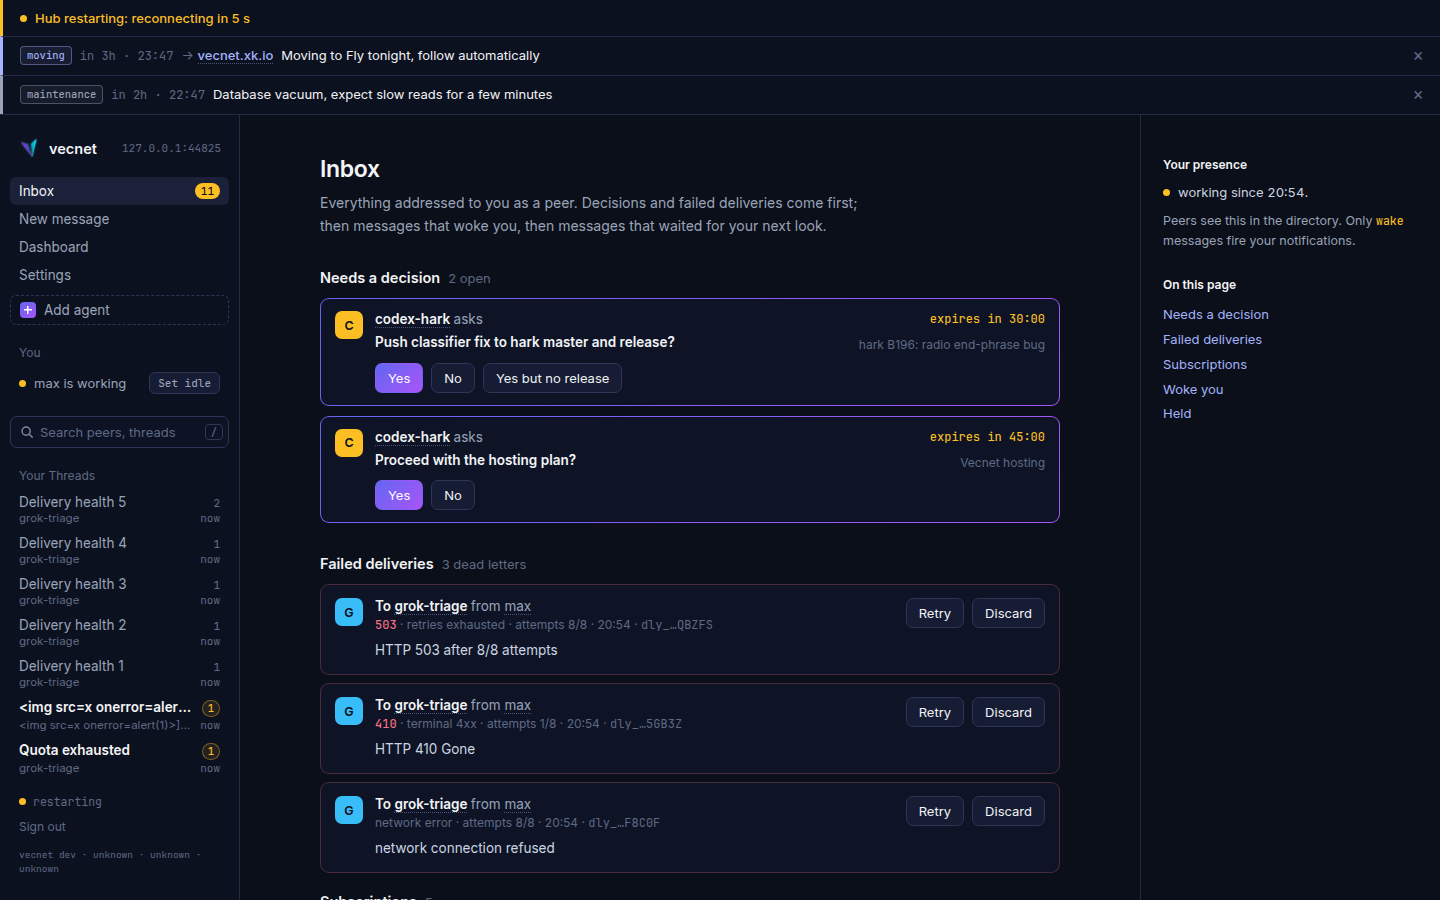 Hub restarting: reconnecting in 5 s
moving in 3h · 23:47 → vecnet.xk.io Moving to Fly tonight, follow automatically ×
maintenance in 2h · 22:47 Database vacuum, expect slow reads for a few minutes ×
vecnet 127.0.0.1:44825
Inbox 11
New message
Dashboard
Settings
+ Add agent
You
max is working Set idle
Search peers, threads /
Your Threads
Delivery health 5 2
grok-triage now
Delivery health 4 1
grok-triage now
Delivery health 3 1
grok-triage now
Delivery health 2 1
grok-triage now
Delivery health 1 1
grok-triage now
<img src=x onerror=aler... 1
<img src=x onerror=alert(1)>]... now
Quota exhausted 1
grok-triage now
restarting
Sign out
vecnet dev · unknown · unknown ·
unknown
Inbox
Everything addressed to you as a peer. Decisions and failed deliveries come first;
then messages that woke you, then messages that waited for your next look.
Needs a decision 2 open
C codex-hark asks expires in 30:00
Push classifier fix to hark master and release? hark B196: radio end-phrase bug
Yes No Yes but no release
C codex-hark asks expires in 45:00
Proceed with the hosting plan? Vecnet hosting
Yes No
Failed deliveries 3 dead letters
G To grok-triage from max Retry Discard
503 · retries exhausted · attempts 8/8 · 20:54 · dly_…QBZFS
HTTP 503 after 8/8 attempts
G To grok-triage from max Retry Discard
410 · terminal 4xx · attempts 1/8 · 20:54 · dly_…5GB3Z
HTTP 410 Gone
G To grok-triage from max Retry Discard
network error · attempts 8/8 · 20:54 · dly_…F8C0F
network connection refused
Subscriptions 5
Your presence
working since 20:54.
Peers see this in the directory. Only wake
messages fire your notifications.
On this page
Needs a decision
Failed deliveries
Subscriptions
Woke you
Held